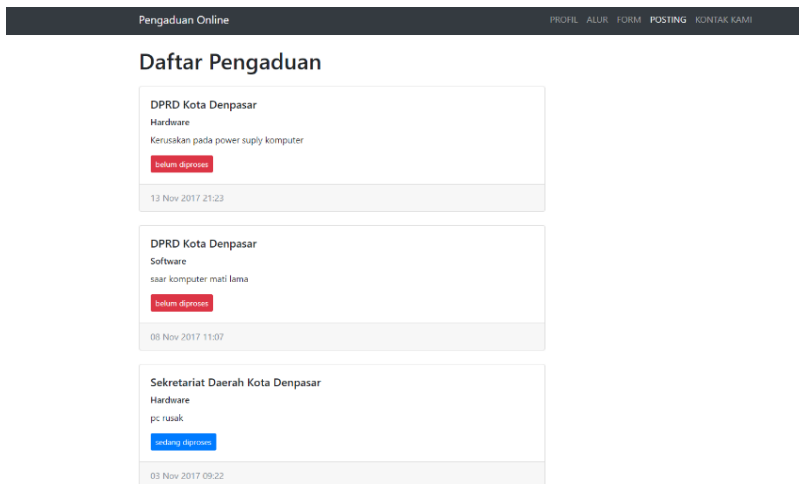 Pengaduan Online
PROFIL ALUR FORM POSTING KONTAK KAMI
Daftar Pengaduan
DPRD Kota Denpasar
Hardware
Kerusakan pada power suply komputer
belum diproses
13 Nov 2017 21:23
DPRD Kota Denpasar
Software
saar komputer mati lama
belum diproses
08 Nov 2017 11:07
Sekretariat Daerah Kota Denpasar
Hardware
pc rusak
sedang diproses
03 Nov 2017 09:22